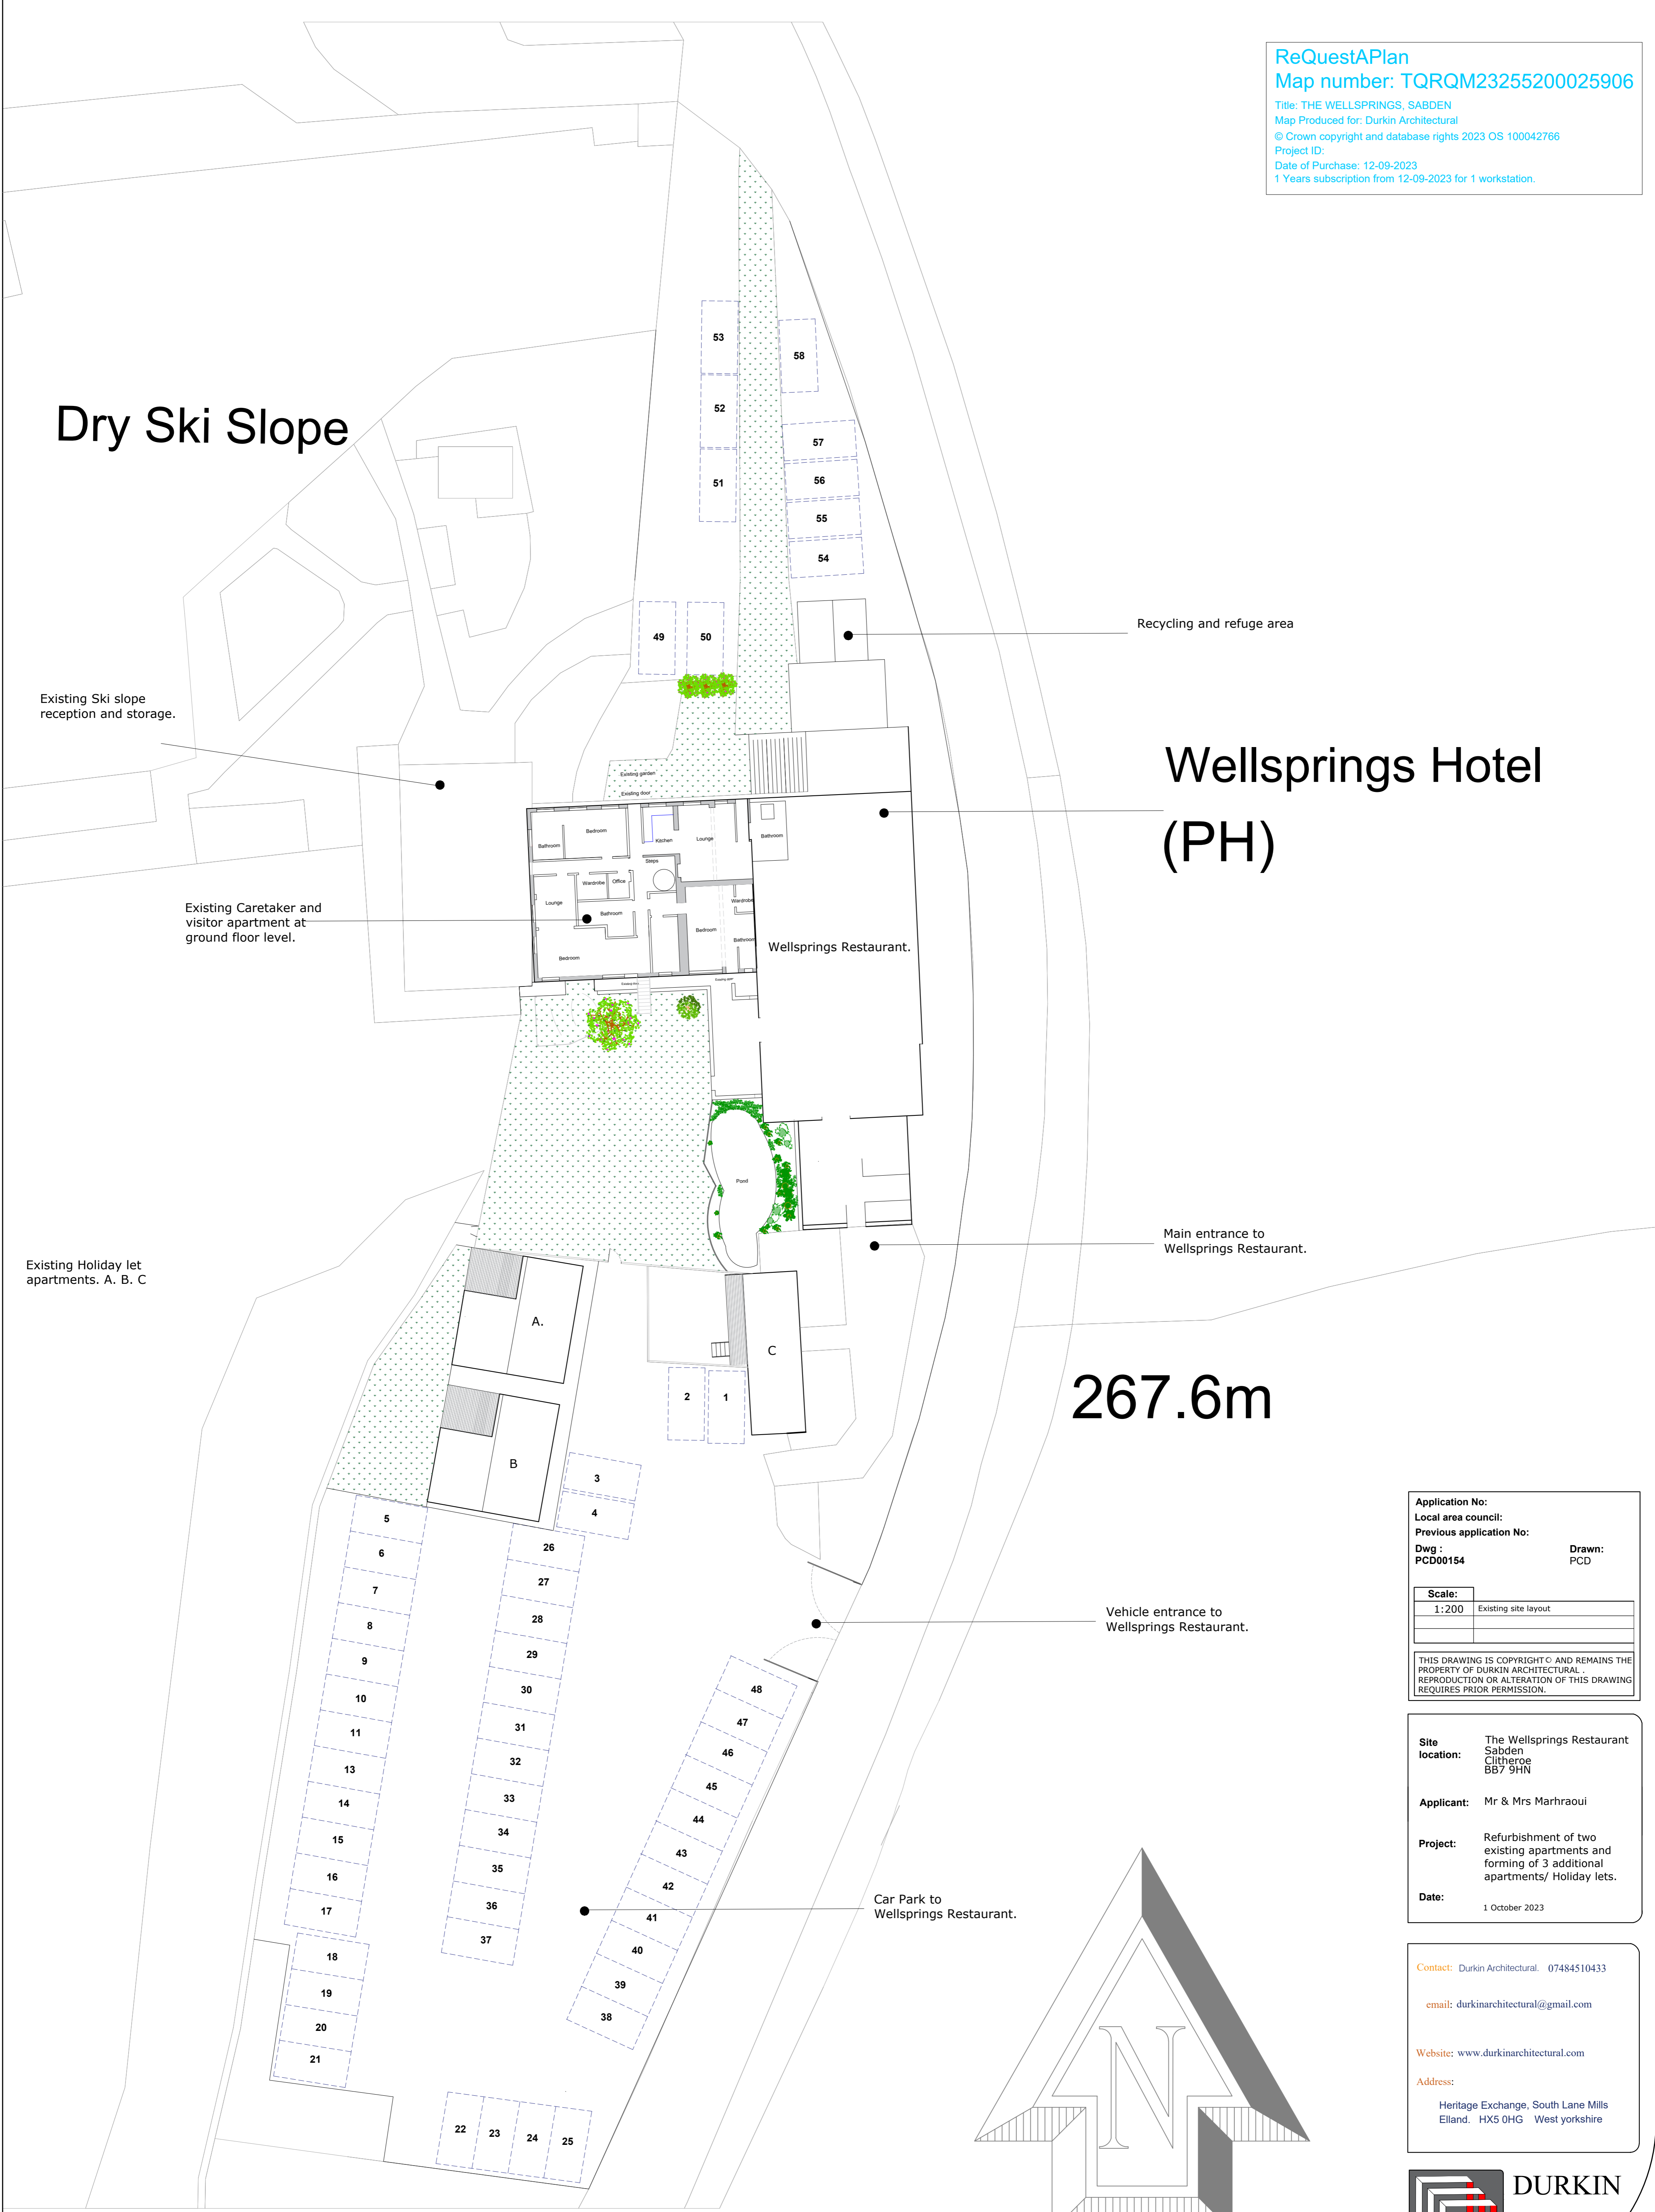 ReQuestAPlan
Map number: TQRQM23255200025906
Title: THE WELLSPRINGS, SABDEN
Map Produced for: Durkin Architectural
© Crown copyright and database rights 2023 OS 100042766
Project ID:
Date of Purchase: 12-09-2023
1 Years subscription from 12-09-2023 for 1 workstation.
Dry Ski Slope
53
58
52
57
51
56
55
54
49
50
Recycling and refuge area
Existing Ski slope
reception and storage.
Wellsprings Hotel
(PH)
Existing garden
Existing door
Bathroom
Bedroom
Kitchen
Lounge
Bathroom
Steps
Wardrobe
Office
Lounge
Bathroom
Wardrobe
Bedroom
Bathroom
Bedroom
Existing Caretaker and
visitor apartment at
ground floor level.
Wellsprings Restaurant.
Pond
Main entrance to
Wellsprings Restaurant.
Existing Holiday let
apartments. A. B. C
A.
B
C
2
1
267.6m
3
4
5
6
7
8
9
10
11
13
14
15
16
17
18
19
20
21
22
23
24
25
26
27
28
29
30
31
32
33
34
35
36
37
48
47
46
45
44
43
42
41
40
39
38
Vehicle entrance to
Wellsprings Restaurant.
Car Park to
Wellsprings Restaurant.
N
Application No:
Local area council:
Previous application No:
Dwg : Drawn:
PCD00154 PCD
Scale:
1:200 Existing site layout
THIS DRAWING IS COPYRIGHT © AND REMAINS THE
PROPERTY OF DURKIN ARCHITECTURAL .
REPRODUCTION OR ALTERATION OF THIS DRAWING
REQUIRES PRIOR PERMISSION.
Site location: The Wellsprings Restaurant
Sabden
Clitheroe
BB7 9HN
Applicant: Mr & Mrs Marhraoui
Project: Refurbishment of two
existing apartments and
forming of 3 additional
apartments/ Holiday lets.
Date: 1 October 2023
Contact: Durkin Architectural. 07484510433
email: durkinarchitectural@gmail.com
Website: www.durkinarchitectural.com
Address:
Heritage Exchange, South Lane Mills
Elland. HX5 0HG West yorkshire
DURKIN